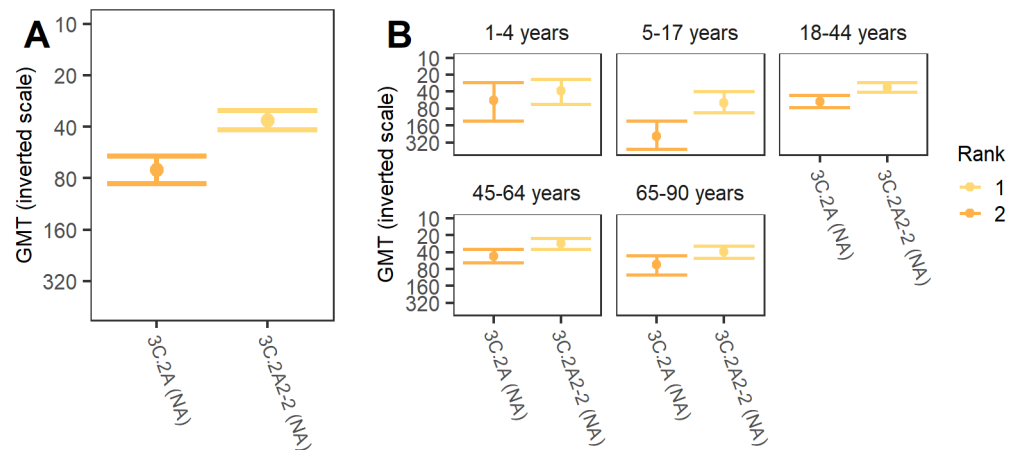 A
GMT (inverted scale)
10
20
40
80
160
320
3C.2A (NA)
3C.2A2-2 (NA)
B
GMT (inverted scale)
1-4 years
5-17 years
18-44 years
10
20
40
80
160
320
3C.2A (NA)
3C.2A2-2 (NA)
45-64 years
65-90 years
10
20
40
80
160
320
3C.2A (NA)
3C.2A2-2 (NA)
3C.2A (NA)
3C.2A2-2 (NA)
Rank
1
2